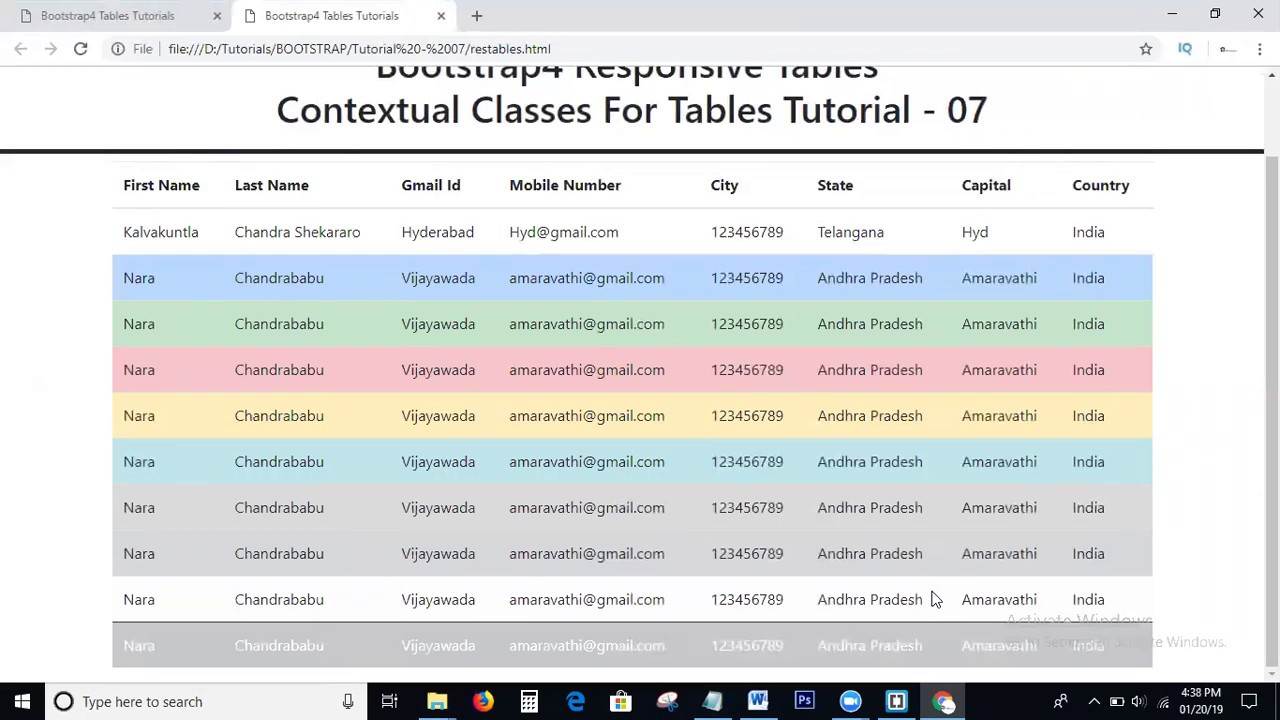 Bootstrap4 Tables Tutorials
Bootstrap4 Tables Tutorials
File file:///D:/Tutorials/BOOTSTRAP/Tutorial%20-%2007/restables.html
IQ
Bootstrap4 Responsive Tables
Contextual Classes For Tables Tutorial - 07
First Name Last Name Gmail Id Mobile Number City State Capital Country
Kalvakuntla Chandra Shekararo Hyderabad Hyd@gmail.com 123456789 Telangana Hyd India
Nara Chandrababu Vijayawada amaravathi@gmail.com 123456789 Andhra Pradesh Amaravathi India
Nara Chandrababu Vijayawada amaravathi@gmail.com 123456789 Andhra Pradesh Amaravathi India
Nara Chandrababu Vijayawada amaravathi@gmail.com 123456789 Andhra Pradesh Amaravathi India
Nara Chandrababu Vijayawada amaravathi@gmail.com 123456789 Andhra Pradesh Amaravathi India
Nara Chandrababu Vijayawada amaravathi@gmail.com 123456789 Andhra Pradesh Amaravathi India
Nara Chandrababu Vijayawada amaravathi@gmail.com 123456789 Andhra Pradesh Amaravathi India
Nara Chandrababu Vijayawada amaravathi@gmail.com 123456789 Andhra Pradesh Amaravathi India
Nara Chandrababu Vijayawada amaravathi@gmail.com 123456789 Andhra Pradesh Amaravathi India
Activate Windows
Nara Chandrababu Vijayawada amaravathi@gmail.com 123456789 Andhra Pradesh Amaravathi India
Windows.
Type here to search
Ps
4:38 PM
01/20/19